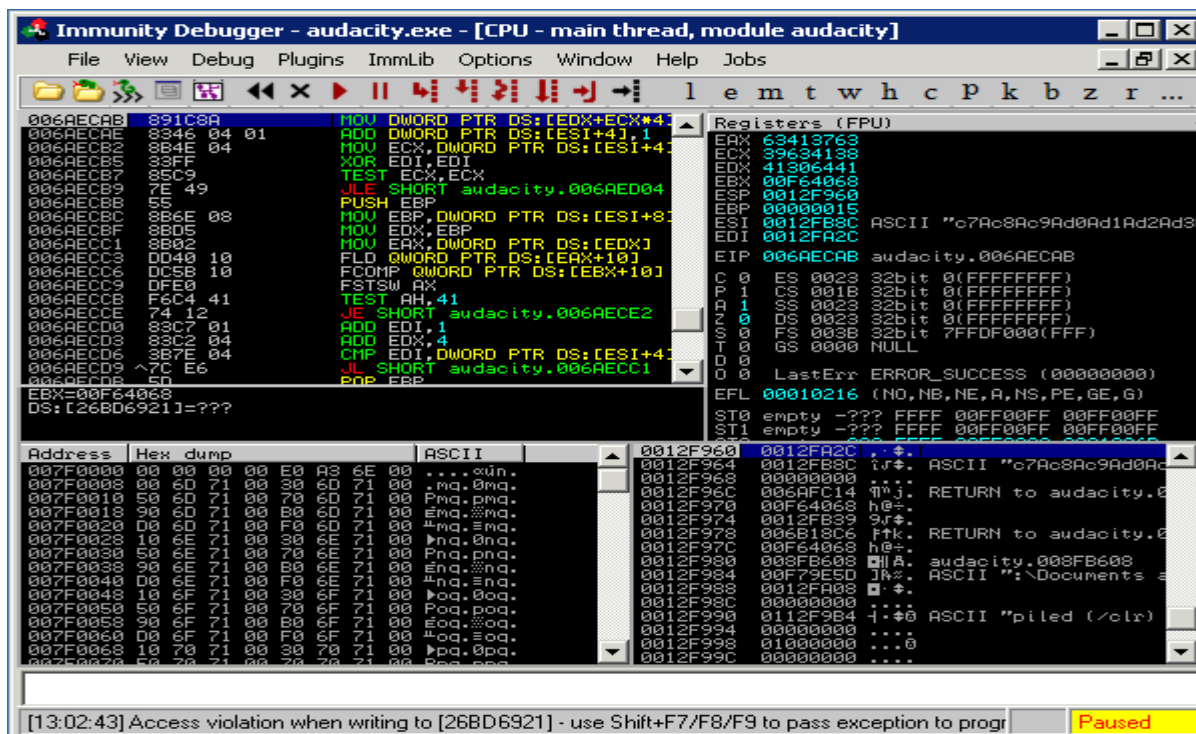 Immunity Debugger - audacity.exe - [CPU - main thread, module audacity]
File View Debug Plugins ImmLib Options Window Help Jobs
l e m t w h c P k b z r ...
006AECAB 891C8A MOV DWORD PTR DS:[EDX+ECX*4]
006AECAE 8346 04 01 ADD DWORD PTR DS:[ESI+4],1
006AECB2 8B4E 04 MOV ECX,DWORD PTR DS:[ESI+4]
006AECB5 33FF XOR EDI,EDI
006AECB7 85C9 TEST ECX,ECX
006AECB9 7E 49 JLE SHORT audacity.006AED04
006AECBB 55 PUSH EBP
006AECBC 8B6E 08 MOV EBP,DWORD PTR DS:[ESI+8]
006AECBF 8BD5 MOV EDX,EBP
006AECC1 8B02 MOV EAX,DWORD PTR DS:[EDX]
006AECC3 DD40 10 FLD QWORD PTR DS:[EAX+10]
006AECC6 DC5B 10 FCOMP QWORD PTR DS:[EBX+10]
006AECC9 DFE0 FSTSW AX
006AECCB F6C4 41 TEST AH,41
006AECCE 74 12 JE SHORT audacity.006AECE2
006AECD0 83C7 01 ADD EDI,1
006AECD3 83C2 04 ADD EDX,4
006AECD6 3B7E 04 CMP EDI,DWORD PTR DS:[ESI+4]
006AECD9 ^7C E6 JL SHORT audacity.006AECC1
006AECDB 5D POP EBP
EBX=00F64068
DS:[26BD6921]=???
Registers (FPU)
EAX 63413763
ECX 39634138
EDX 41306441
EBX 00F64068
ESP 0012F960
EBP 00000015
ESI 0012FB8C ASCII "c7Ac8Ac9Ad0Ad1Ad2Ad3
EDI 0012FA2C
EIP 006AECAB audacity.006AECAB
C 0 ES 0023 32bit 0(FFFFFFFF)
P 1 CS 001B 32bit 0(FFFFFFFF)
A 1 SS 0023 32bit 0(FFFFFFFF)
Z 0 DS 0023 32bit 0(FFFFFFFF)
S 0 FS 003B 32bit 7FFDF000(FFF)
T 0 GS 0000 NULL
D 0
O 0 LastErr ERROR_SUCCESS (00000000)
EFL 00010216 (NO,NB,NE,A,NS,PE,GE,G)
ST0 empty -??? FFFF 00FF00FF 00FF00FF
ST1 empty -??? FFFF 00FF00FF 00FF00FF
Address Hex dump ASCII
007F0000 00 00 00 00 E0 A3 6E 00
007F0008 00 6D 71 00 30 6D 71 00 .mq.0mq.
007F0010 50 6D 71 00 70 6D 71 00 Pmq.pmq.
007F0018 90 6D 71 00 B0 6D 71 00
007F0020 D0 6D 71 00 F0 6D 71 00
007F0028 10 6E 71 00 30 6E 71 00
007F0030 50 6E 71 00 70 6E 71 00 Pnq.pnq.
007F0038 90 6E 71 00 B0 6E 71 00
007F0040 D0 6E 71 00 F0 6E 71 00
007F0048 10 6F 71 00 30 6F 71 00
007F0050 50 6F 71 00 70 6F 71 00 Poq.poq.
007F0058 90 6F 71 00 B0 6F 71 00
007F0060 D0 6F 71 00 F0 6F 71 00
007F0068 10 70 71 00 30 70 71 00
0012F960 0012FA2C
0012F964 0012FB8C ASCII "c7Ac8Ac9Ad0Ac
0012F968 00000000 ....
0012F96C 006AFC14 RETURN to audacity.0
0012F970 00F64068
0012F974 0012FB39
0012F978 006B18C6 RETURN to audacity.0
0012F97C 00F64068
0012F980 008FB608 audacity.008FB608
0012F984 00F79E5D ASCII ":\Documents a
0012F988 0012FA08
0012F98C 00000000 ....
0012F990 0112F9B4 ASCII "piled (/clr)
0012F994 00000000 ....
0012F998 01000000
0012F99C 00000000 ....
[13:02:43] Access violation when writing to [26BD6921] - use Shift+F7/F8/F9 to pass exception to progr
Paused